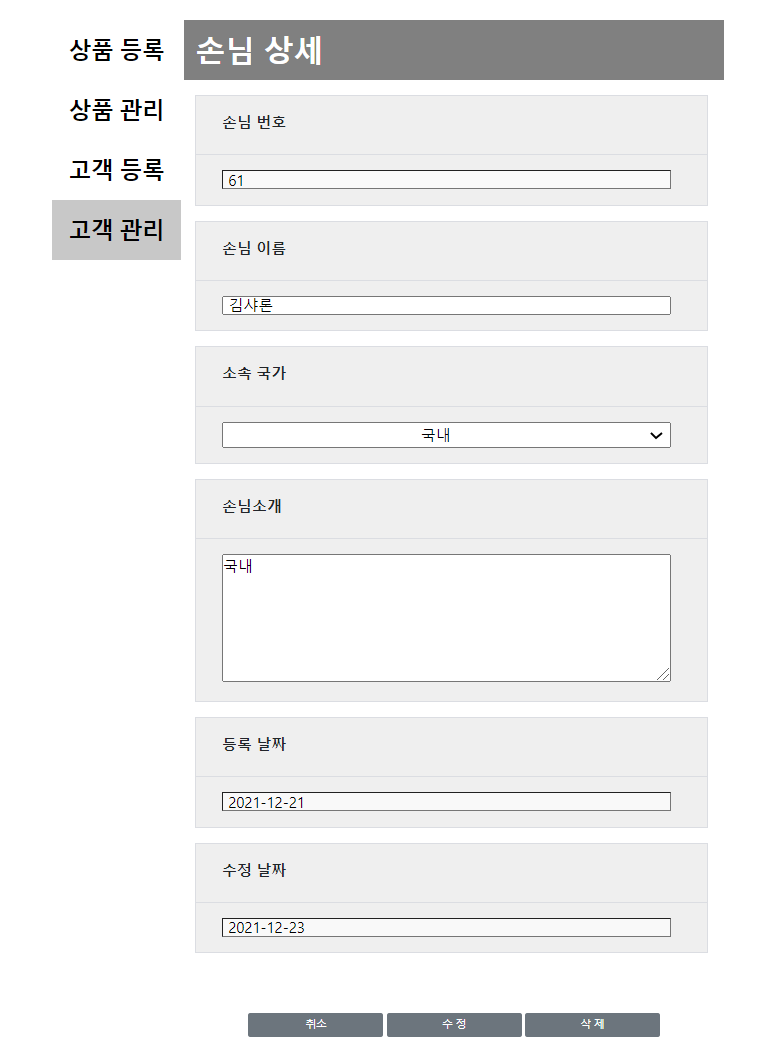 상품 등록
상품 관리
고객 등록
고객 관리
손님 상세
손님 번호
61
손님 이름
김샤론
소속 국가
국내
손님소개
국내
등록 날짜
2021-12-21
수정 날짜
2021-12-23
취소
수 정
삭 제